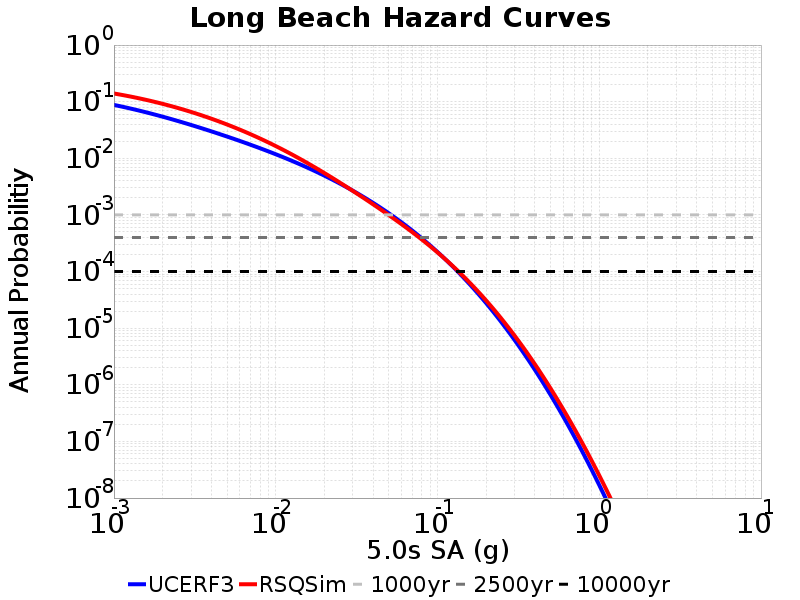 Long Beach Hazard Curves
10^0
10^-1
10^-2
10^-3
10^-4
10^-5
10^-6
10^-7
10^-8
Annual Probabilitiy
10^-3 10^-2 10^-1 10^0 10^1
5.0s SA (g)
UCERF3 RSQSim 1000yr 2500yr 10000yr